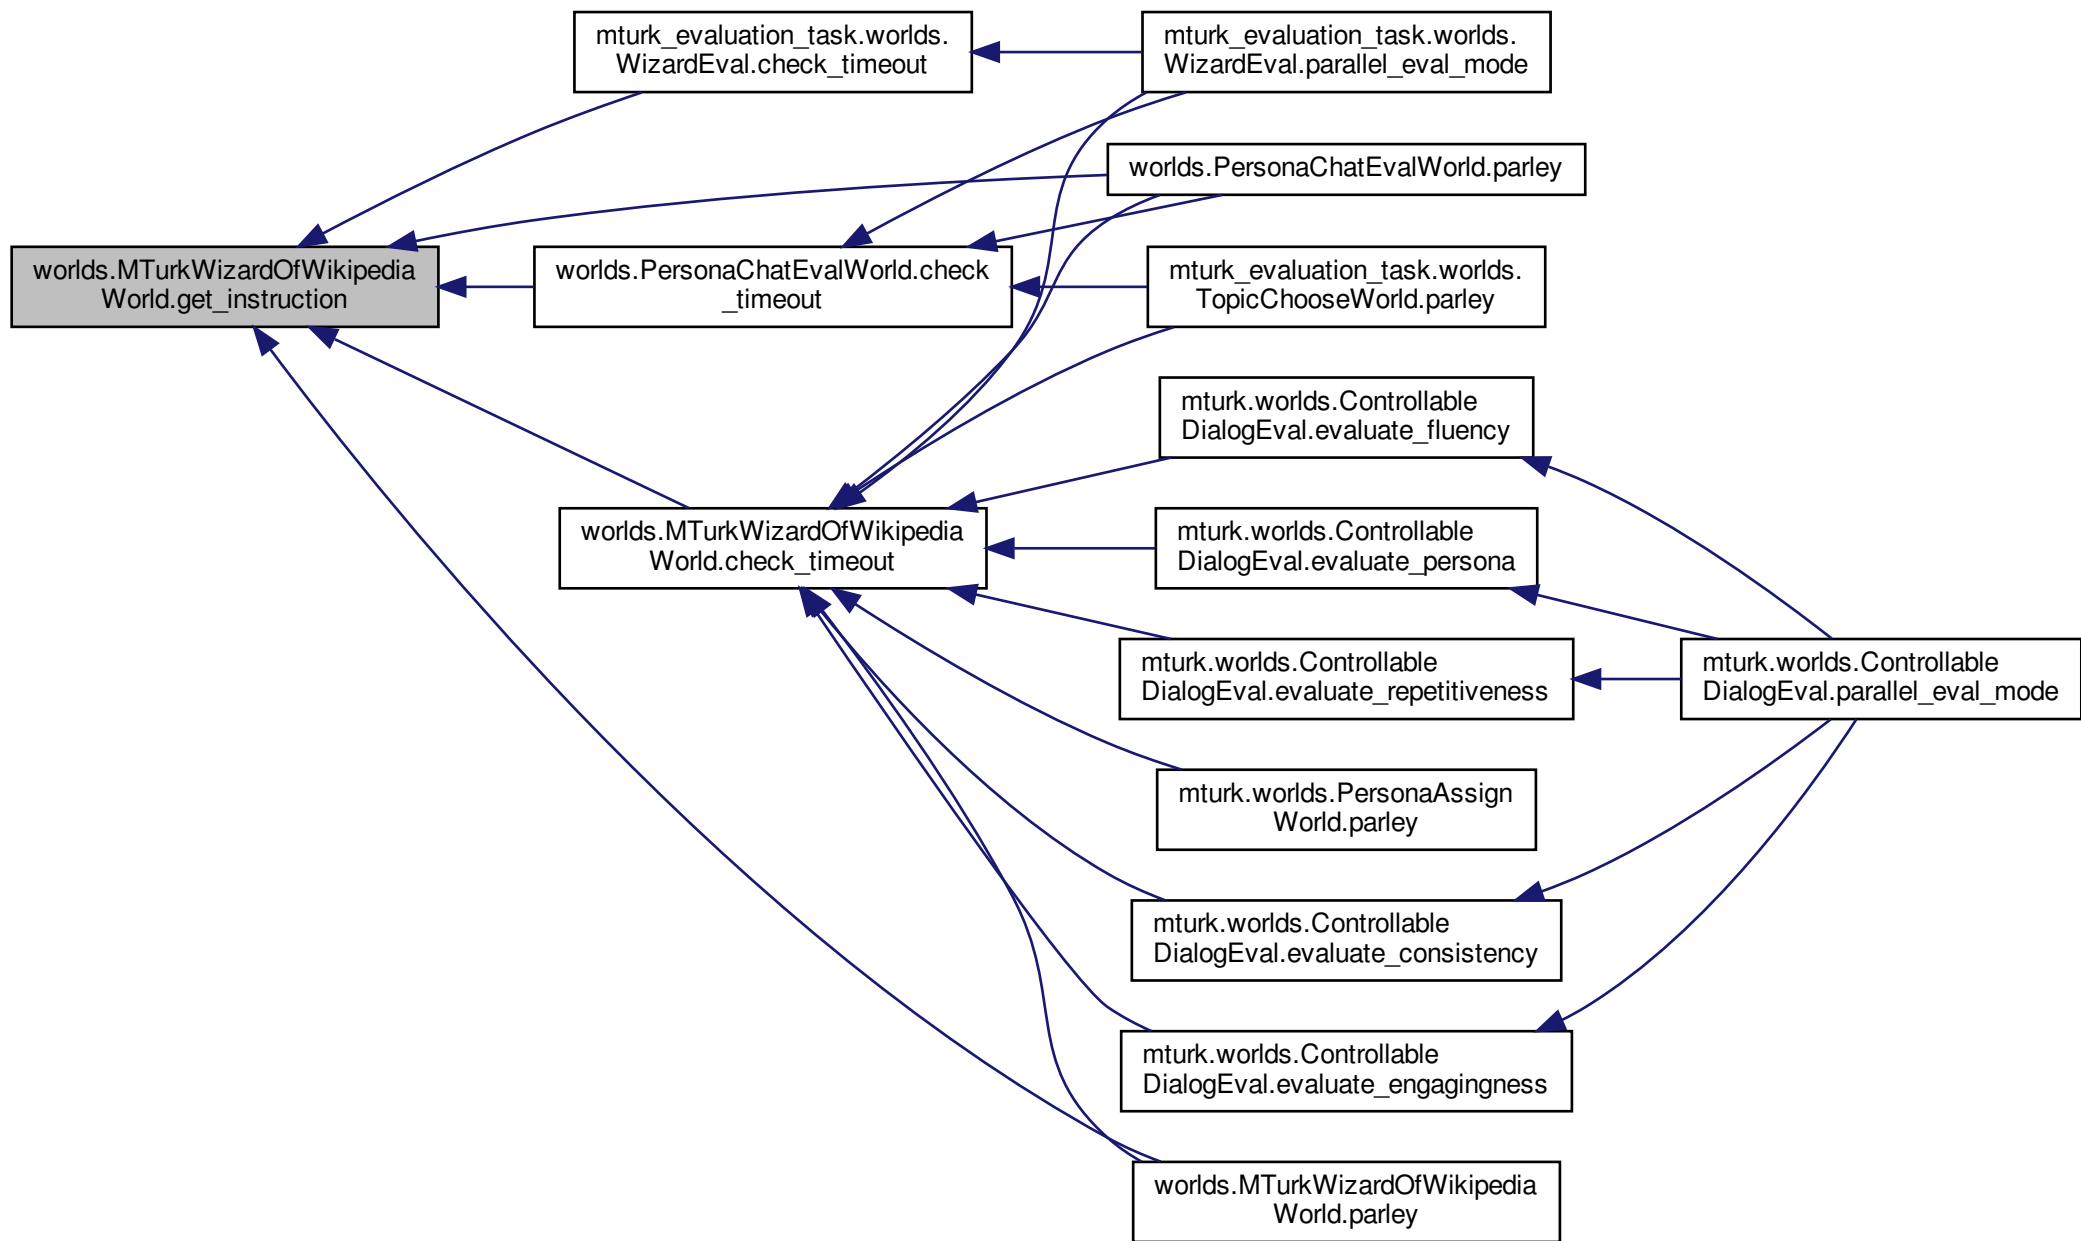 mturk_evaluation_task.worlds.
WizardEval.check_timeout
mturk_evaluation_task.worlds.
WizardEval.parallel_eval_mode
worlds.PersonaChatEvalWorld.parley
worlds.MTurkWizardOfWikipedia
World.get_instruction
worlds.PersonaChatEvalWorld.check
_timeout
mturk_evaluation_task.worlds.
TopicChooseWorld.parley
mturk.worlds.Controllable
DialogEval.evaluate_fluency
worlds.MTurkWizardOfWikipedia
World.check_timeout
mturk.worlds.Controllable
DialogEval.evaluate_persona
mturk.worlds.Controllable
DialogEval.evaluate_repetitiveness
mturk.worlds.Controllable
DialogEval.parallel_eval_mode
mturk.worlds.PersonaAssign
World.parley
mturk.worlds.Controllable
DialogEval.evaluate_consistency
mturk.worlds.Controllable
DialogEval.evaluate_engagingness
worlds.MTurkWizardOfWikipedia
World.parley